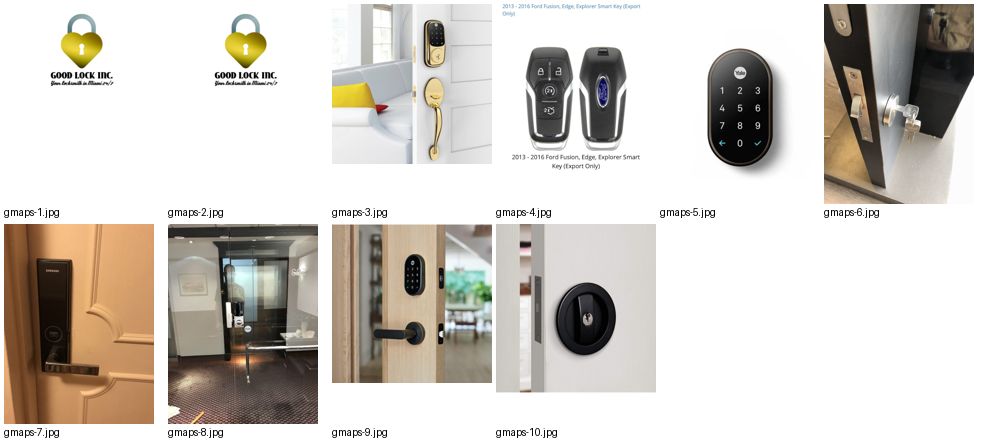 GOOD LOCK INC.
Your locksmith in Miami 24/7
GOOD LOCK INC.
Your locksmith in Miami 24/7
2013 - 2016 Ford Fusion, Edge, Explorer Smart Key (Export
Only)
2013 - 2016 Ford Fusion, Edge, Explorer Smart
Key (Export Only)
Yale
1 2 3
4 5 6
7 8 9
0
gmaps-1.jpg
gmaps-2.jpg
gmaps-3.jpg
gmaps-4.jpg
gmaps-5.jpg
gmaps-6.jpg
SAMSUNG
gmaps-7.jpg
gmaps-8.jpg
gmaps-9.jpg
gmaps-10.jpg